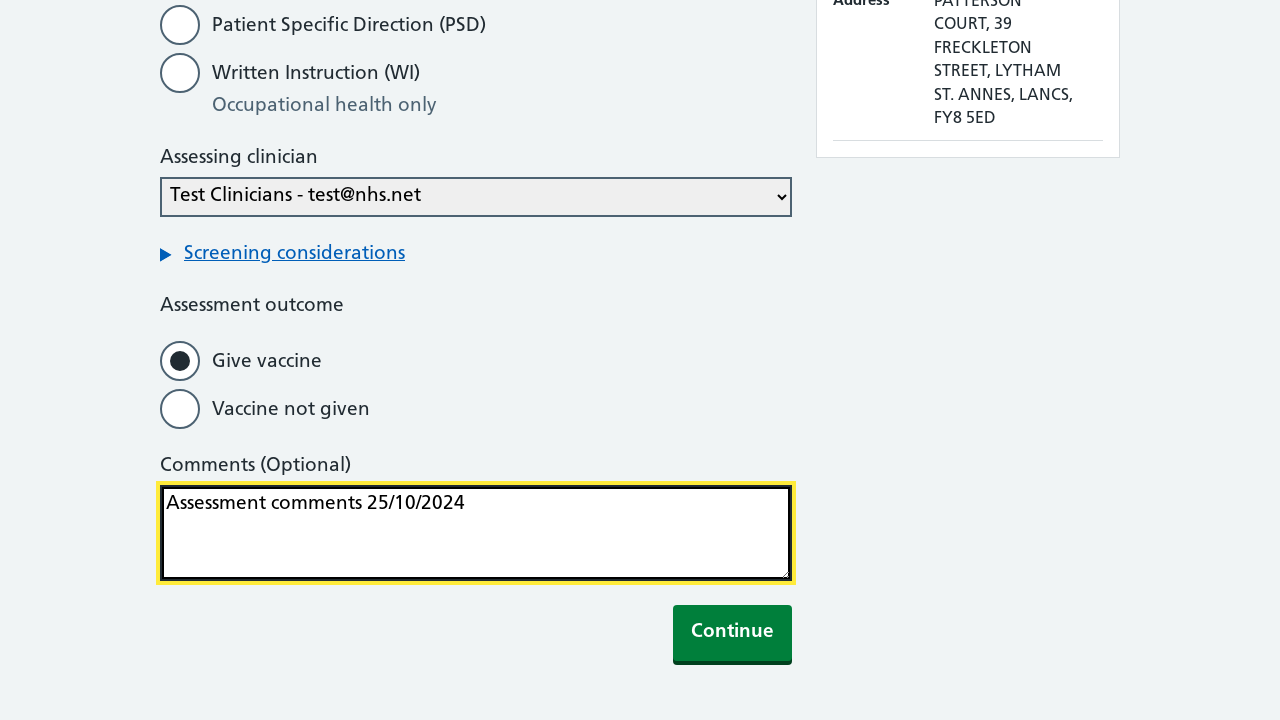 Patient Specific Direction (PSD)
Written Instruction (WI)
Occupational health only
Assessing clinician
Test Clinicians - test@nhs.net
Screening considerations
Assessment outcome
Give vaccine
Vaccine not given
Comments (Optional)
Assessment comments 25/10/2024
Continue
Address
PATTERSON
COURT, 39
FRECKLETON
STREET, LYTHAM
ST. ANNES, LANCS,
FY8 5ED